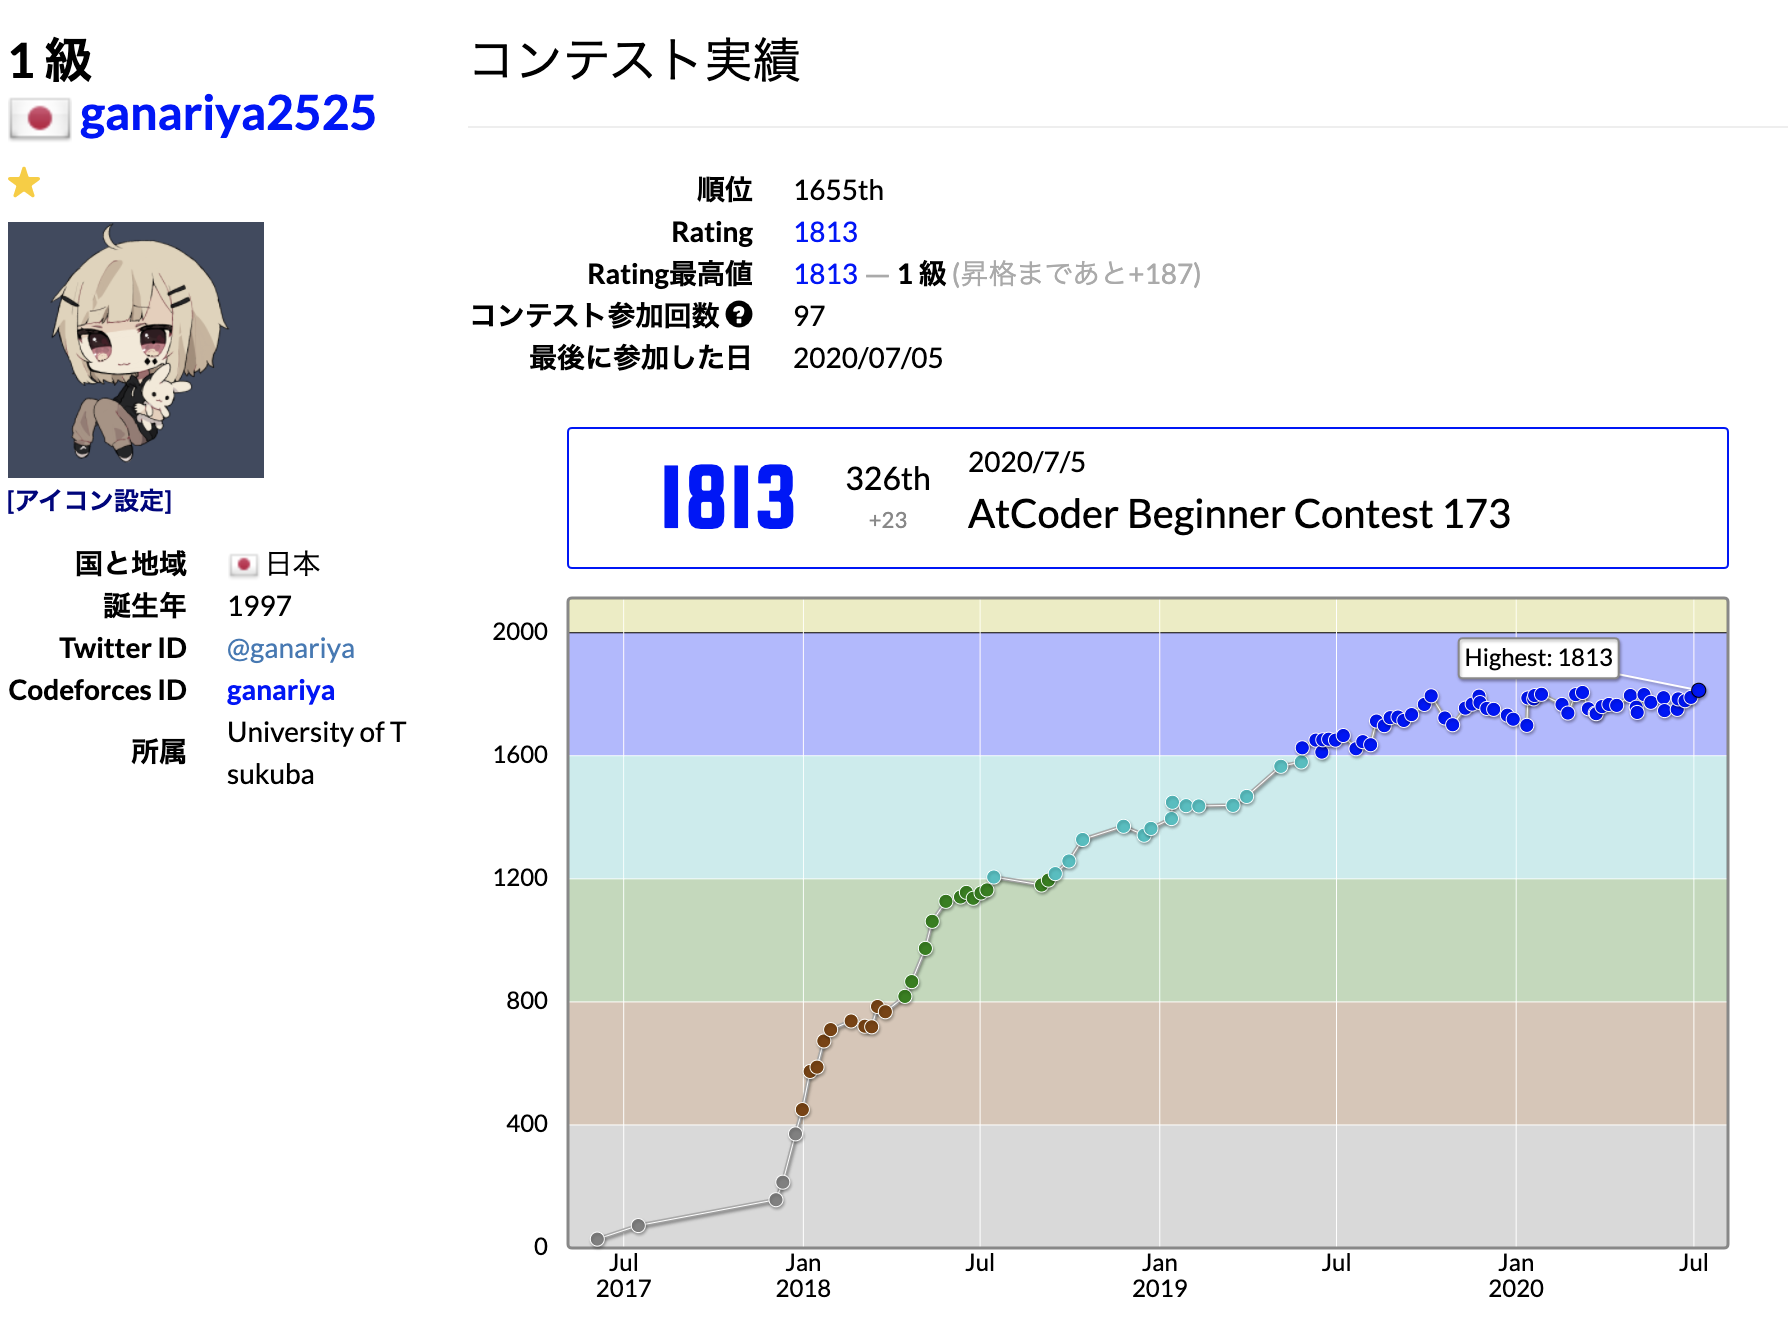 1 級
ganariya2525
[アイコン設定]
国と地域 日本
誕生年 1997
Twitter ID @ganariya
Codeforces ID ganariya
所属 University of T
sukuba
コンテスト実績
順位 1655th
Rating 1813
Rating最高値 1813 ― 1 級 (昇格まであと+187)
コンテスト参加回数 ? 97
最後に参加した日 2020/07/05
1813 326th +23
2020/7/5
AtCoder Beginner Contest 173
2000
Highest: 1813
1600
1200
800
400
0
Jul Jan Jul Jan Jul Jan Jul
2017 2018 2019 2020